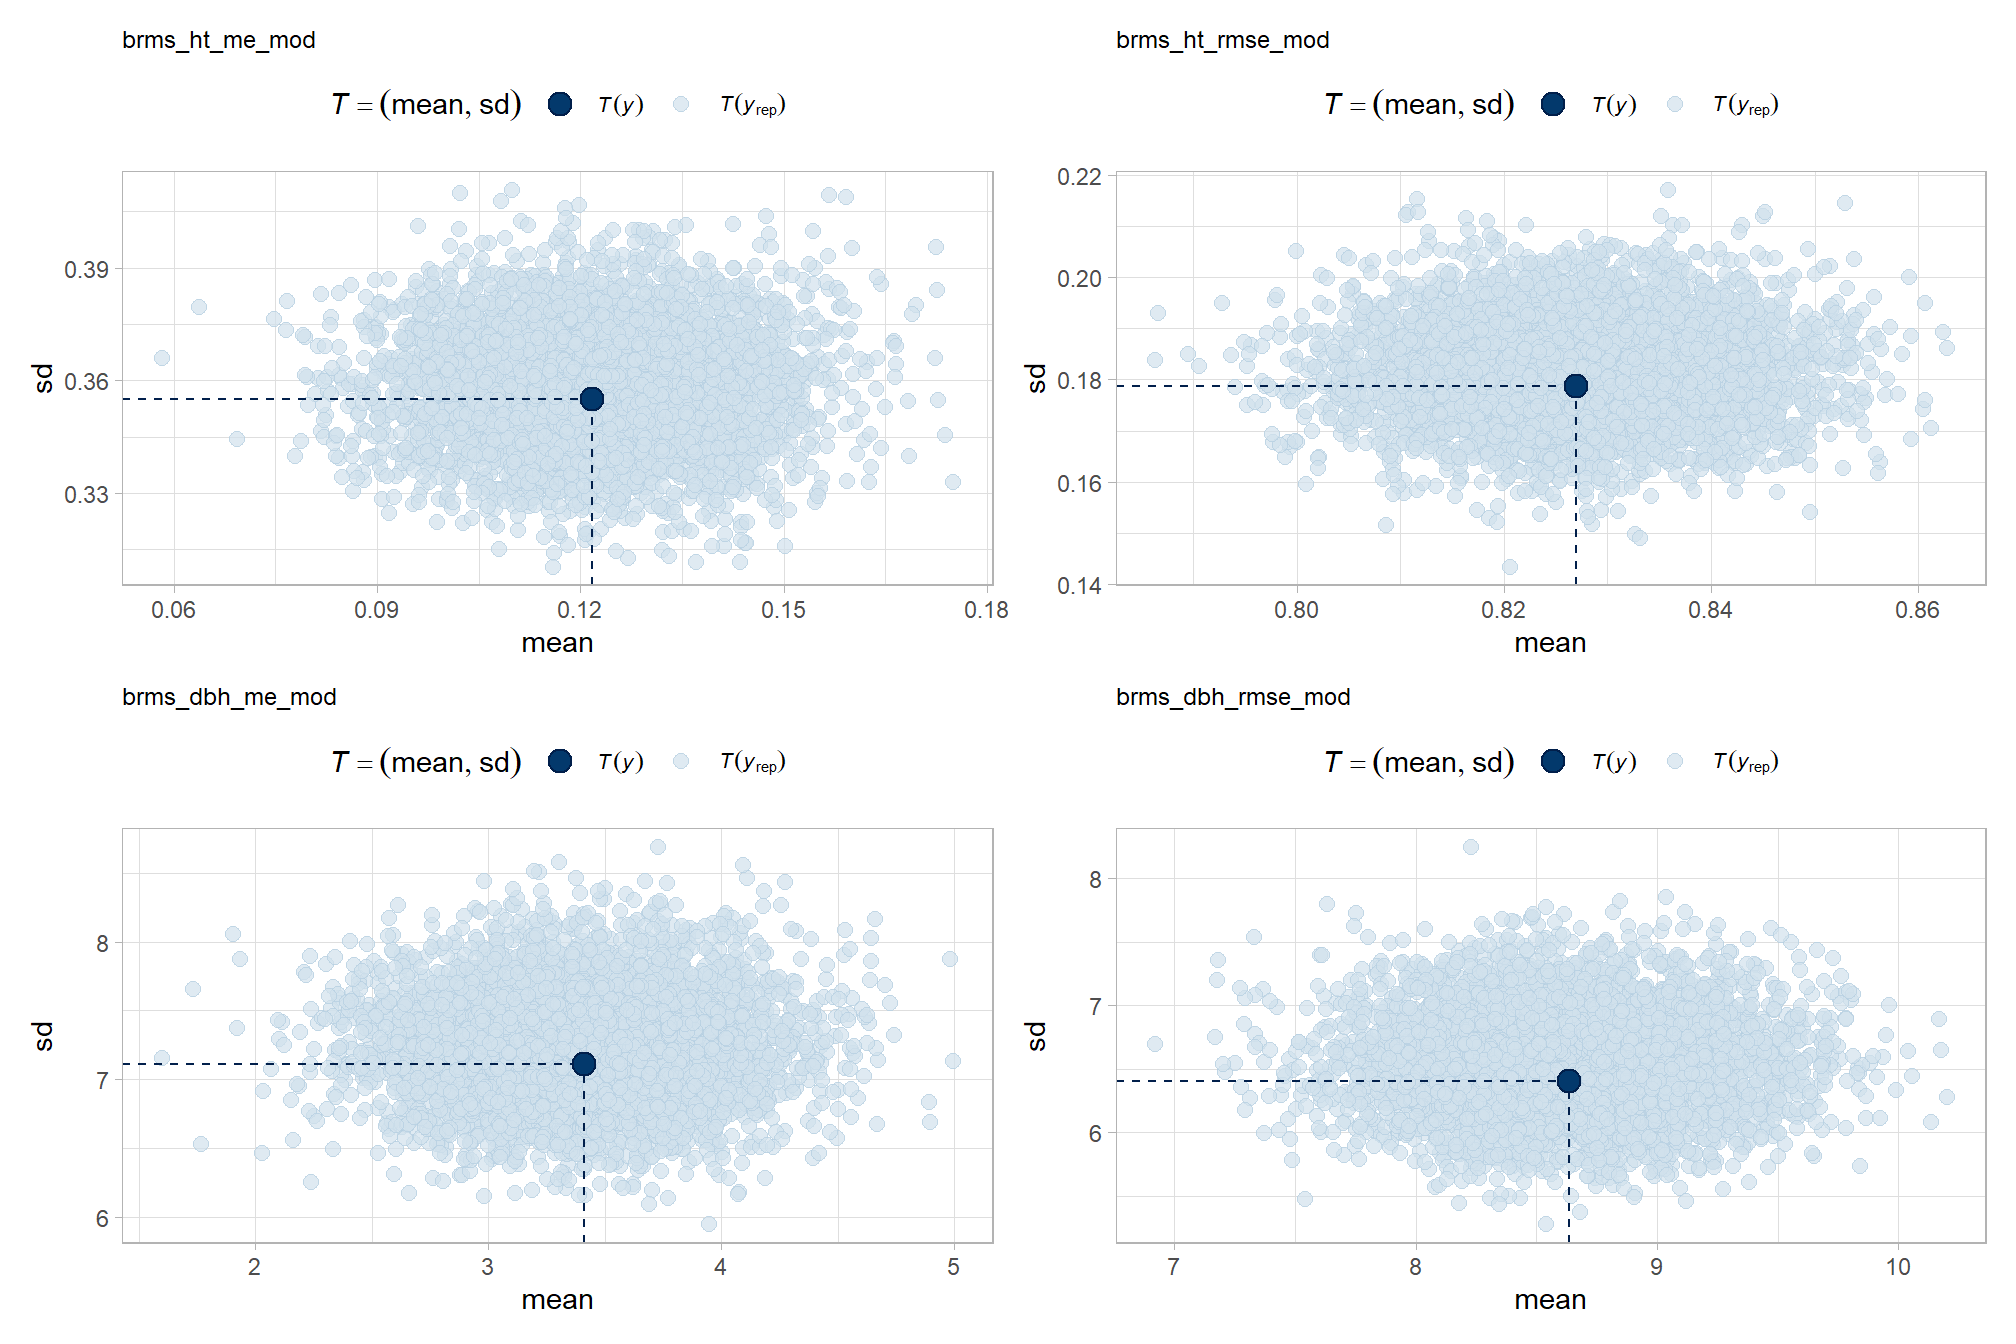 brms_ht_me_mod
T = (mean, sd) T(y) T(yrep)
sd
0.39
0.36
0.33
0.06 0.09 0.12 0.15 0.18
mean
brms_ht_rmse_mod
T = (mean, sd) T(y) T(yrep)
sd
0.22
0.20
0.18
0.16
0.14
0.80 0.82 0.84 0.86
mean
brms_dbh_me_mod
T = (mean, sd) T(y) T(yrep)
sd
8
7
6
2 3 4 5
mean
brms_dbh_rmse_mod
T = (mean, sd) T(y) T(yrep)
sd
8
7
6
7 8 9 10
mean